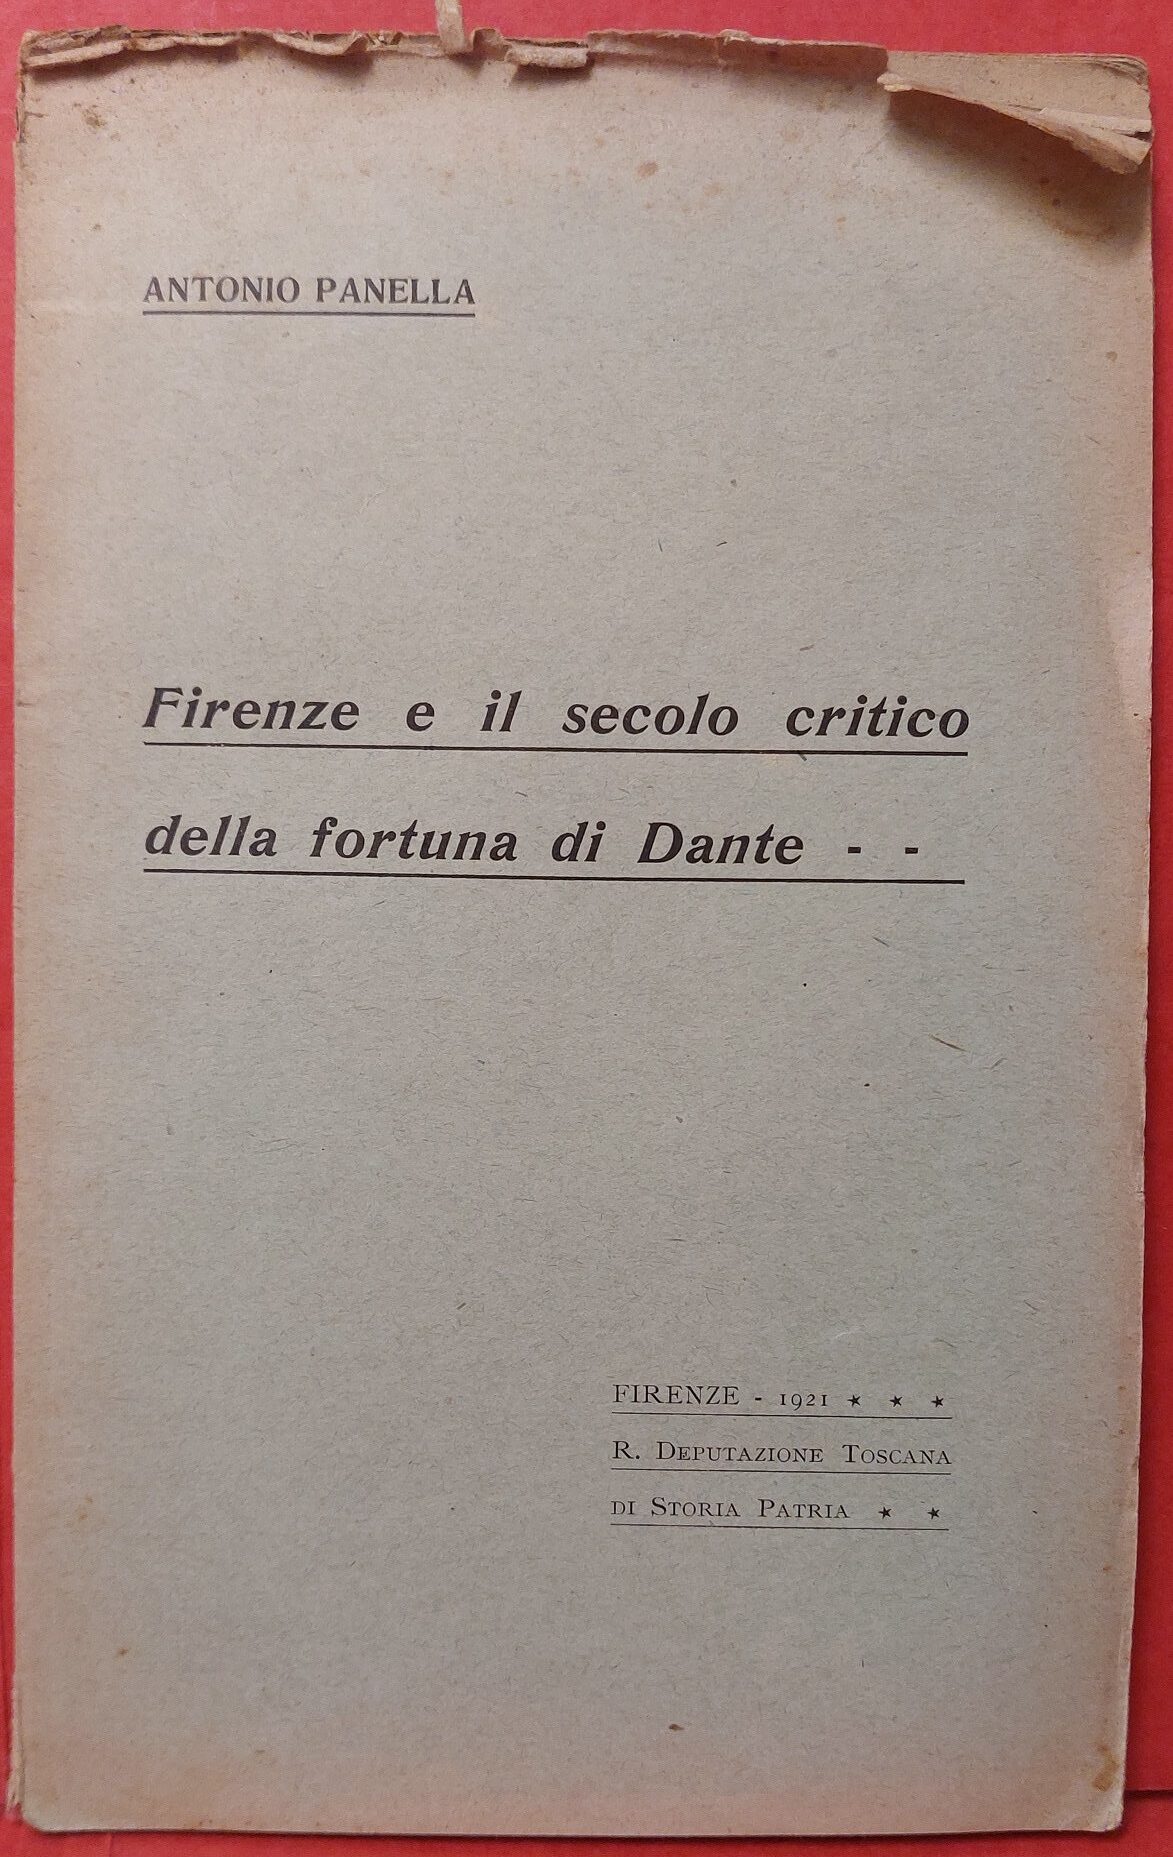 ANTONIO PANELLA
Firenze e il secolo critico
della fortuna di Dante - -
FIRENZE - 1921 ★ ★ ★
R. DEPUTAZIONE TOSCANA
DI STORIA PATRIA ★ ★